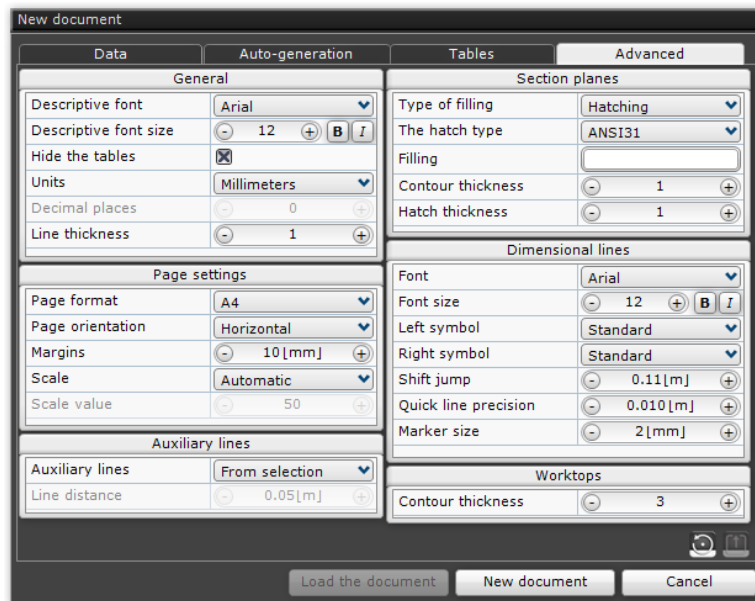 New document
Data
Auto-generation
Tables
Advanced
General
Descriptive font
Arial
Descriptive font size
- 12 + B I
Hide the tables
Units
Millimeters
Decimal places
- 0 +
Line thickness
- 1 +
Page settings
Page format
A4
Page orientation
Horizontal
Margins
- 10[mm] +
Scale
Automatic
Scale value
- 50 +
Auxiliary lines
Auxiliary lines
From selection
Line distance
- 0.05[m] +
Section planes
Type of filling
Hatching
The hatch type
ANSI31
Filling
Contour thickness
- 1 +
Hatch thickness
- 1 +
Dimensional lines
Font
Arial
Font size
- 12 + B I
Left symbol
Standard
Right symbol
Standard
Shift jump
- 0.11[m] +
Quick line precision
- 0.010[m] +
Marker size
- 2[mm] +
Worktops
Contour thickness
- 3 +
Load the document
New document
Cancel